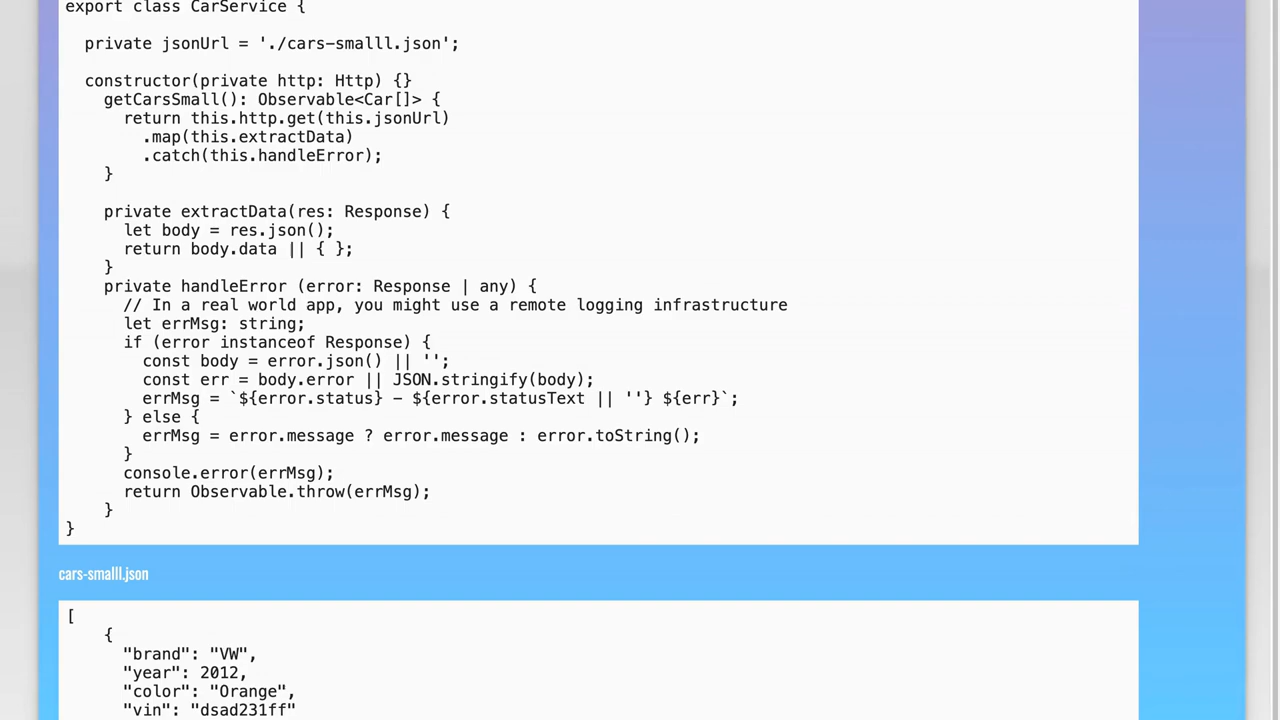 export class CarService {
private jsonUrl = './cars-smalll.json';
constructor(private http: Http) {}
getCarsSmall(): Observable<Car[]> {
return this.http.get(this.jsonUrl)
.map(this.extractData)
.catch(this.handleError);
}
private extractData(res: Response) {
let body = res.json();
return body.data || { };
}
private handleError (error: Response | any) {
// In a real world app, you might use a remote logging infrastructure
let errMsg: string;
if (error instanceof Response) {
const body = error.json() || '';
const err = body.error || JSON.stringify(body);
errMsg = `${error.status} - ${error.statusText || ''} ${err}`;
} else {
errMsg = error.message ? error.message : error.toString();
}
console.error(errMsg);
return Observable.throw(errMsg);
}
}
cars-smalll.json
[
{
"brand": "VW",
"year": 2012,
"color": "Orange",
"vin": "dsad231ff"